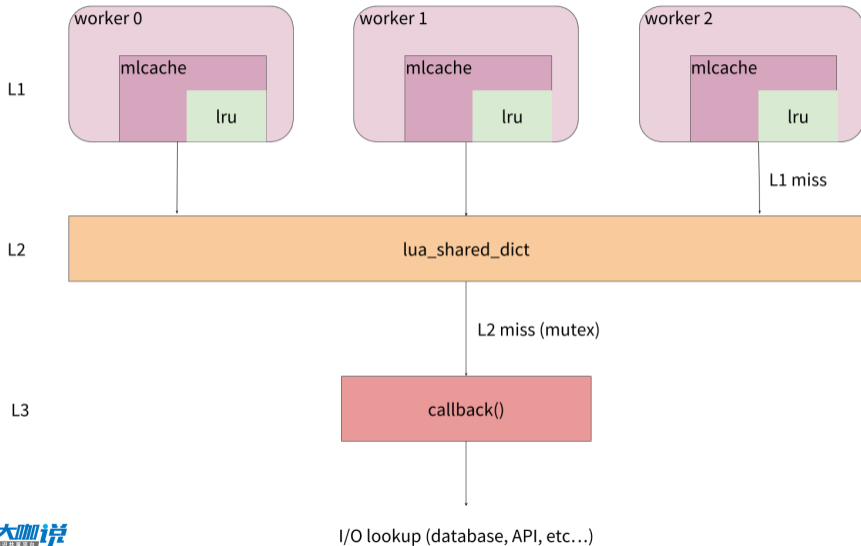 worker 0
worker 1
worker 2
mlcache
mlcache
mlcache
L1
lru
lru
lru
L1 miss
L2
lua_shared_dict
L2 miss (mutex)
L3
callback()
大咖说
I/O lookup (database, API, etc...)